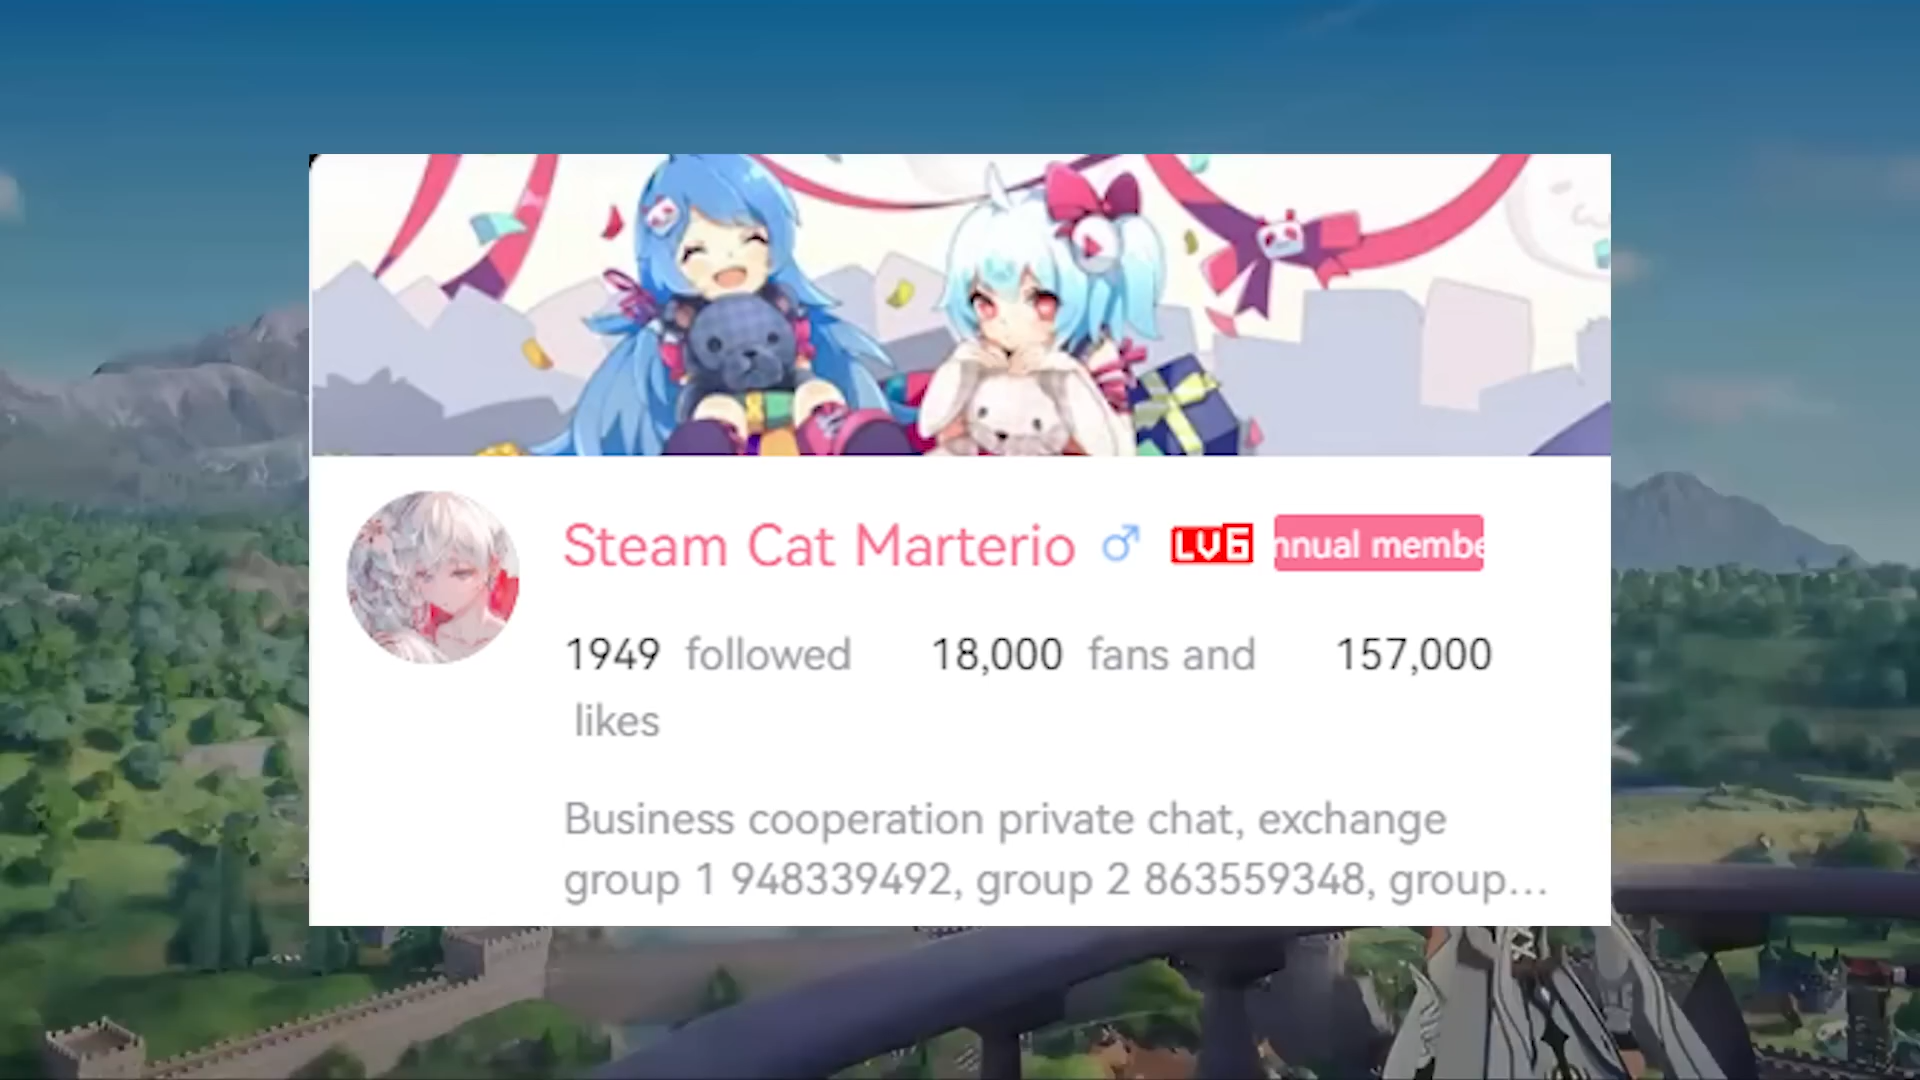 Steam Cat Marterio ♂ LV6 nnual membe
1949 followed 18,000 fans and 157,000
likes
Business cooperation private chat, exchange
group 1 948339492, group 2 863559348, group...